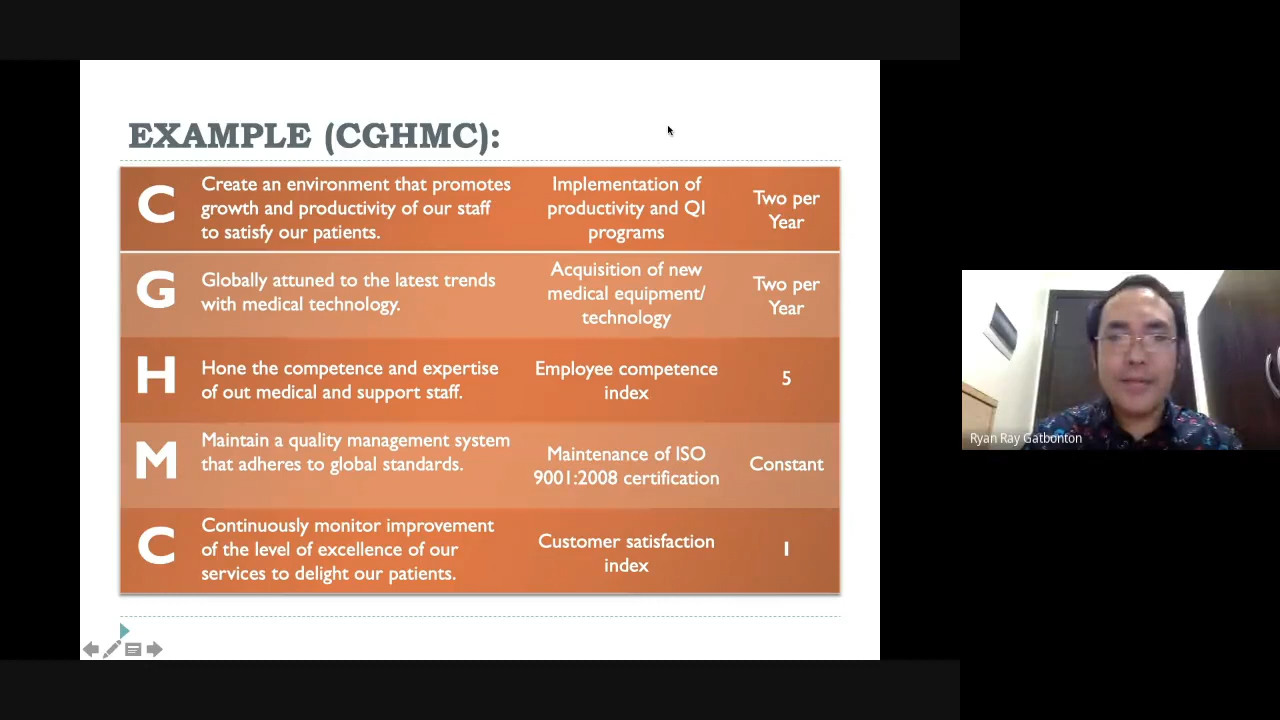 EXAMPLE (CGHMC):
C
Create an environment that promotes
growth and productivity of our staff
to satisfy our patients.
Implementation of
productivity and QI
programs
Two per
Year
G
Globally attuned to the latest trends
with medical technology.
Acquisition of new
medical equipment/
technology
Two per
Year
H
Hone the competence and expertise
of out medical and support staff.
Employee competence
index
5
M
Maintain a quality management system
that adheres to global standards.
Maintenance of ISO
9001:2008 certification
Constant
C
Continuously monitor improvement
of the level of excellence of our
services to delight our patients.
Customer satisfaction
index
1
Ryan Ray Gatbonton